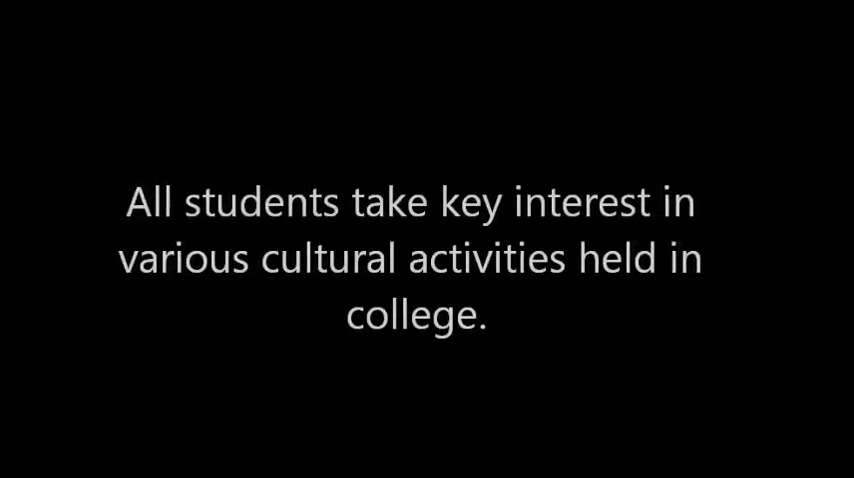 All students take key interest in
various cultural activities held in
college.